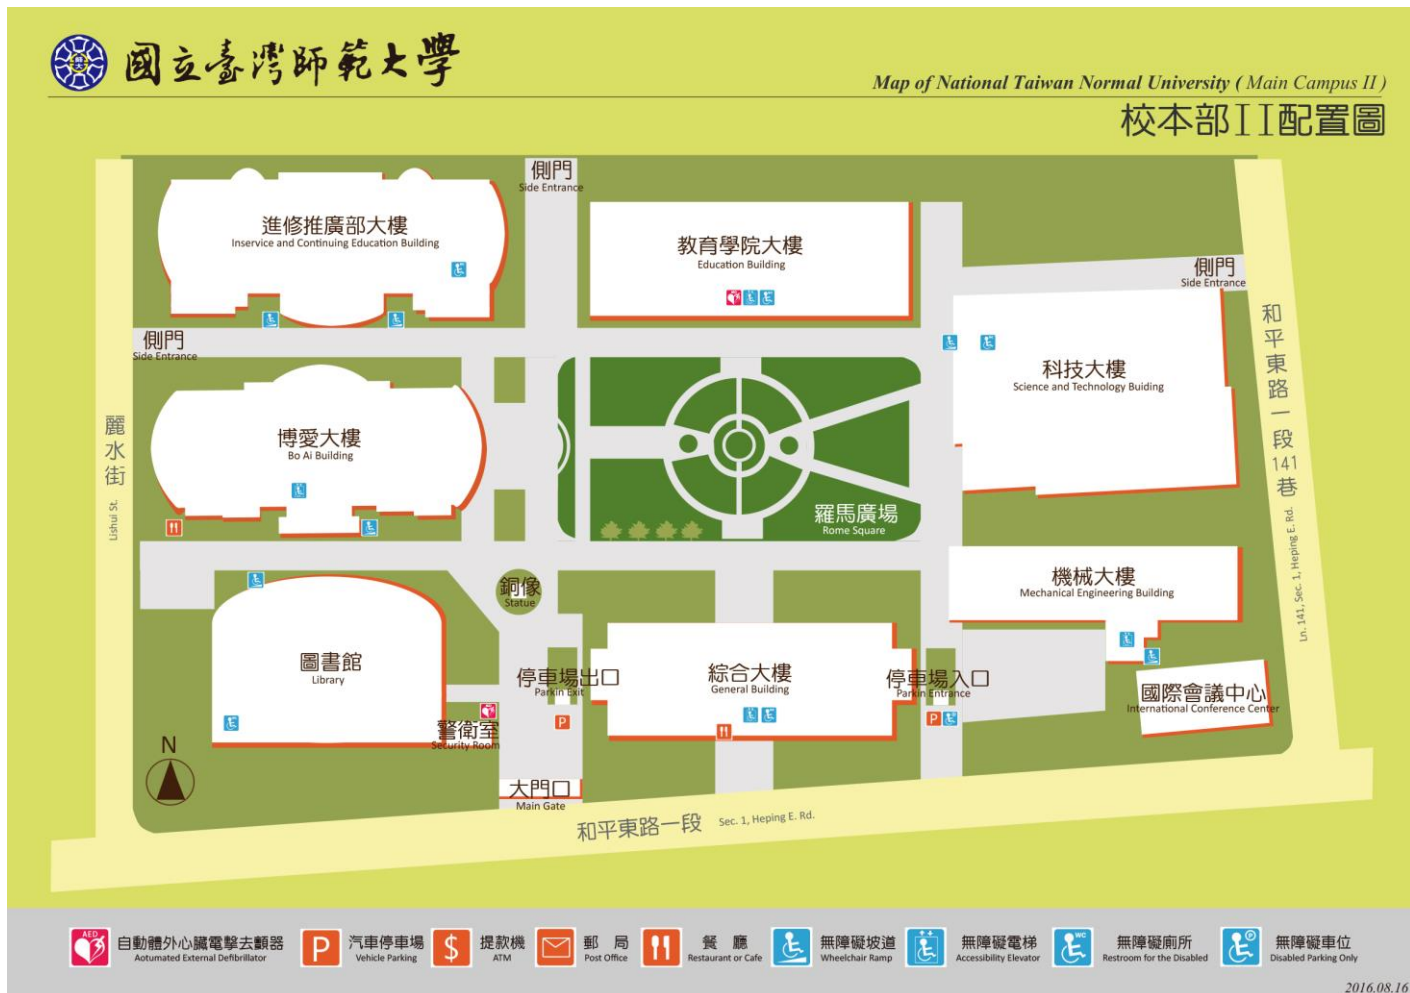 國立臺灣師範大學
Map of National Taiwan Normal University ( Main Campus II )
校本部II配置圖
側門
Side Entrance
進修推廣部大樓
Inservice and Continuing Education Building
教育學院大樓
Education Building
側門
Side Entrance
側門
Side Entrance
和平東路一段141巷
Ln. 141, Sec. 1, Heping E. Rd.
科技大樓
Science and Technology Buiding
麗水街
Lishui St.
博愛大樓
Bo Ai Building
羅馬廣場
Rome Square
銅像
Statue
機械大樓
Mechanical Engineering Building
圖書館
Library
停車場出口
Parkin Exit
綜合大樓
General Building
停車場入口
Parkin Entrance
國際會議中心
International Conference Center
P
P
警衛室
Security Room
N
大門口
Main Gate
和平東路一段 Sec. 1, Heping E. Rd.
AED
自動體外心臟電擊去顫器
Aotumated External Defibrillator
P
汽車停車場
Vehicle Parking
$
提款機
ATM
郵局
Post Office
餐廳
Restaurant or Cafe
無障礙坡道
Wheelchair Ramp
無障礙電梯
Accessibility Elevator
WC
無障礙廁所
Restroom for the Disabled
P
無障礙車位
Disabled Parking Only
2016.08.16